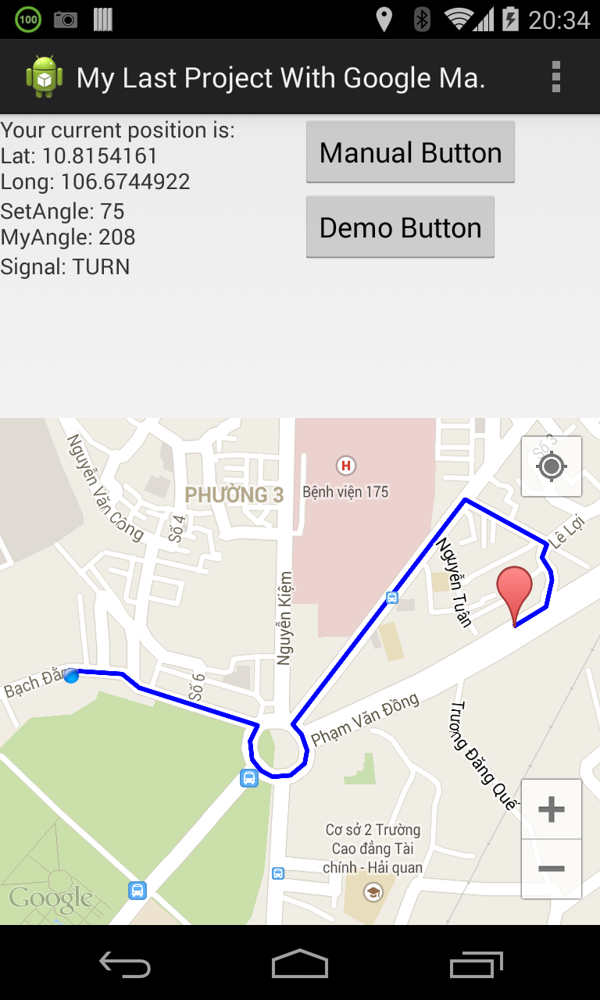 100
20:34
My Last Project With Google Ma.
Your current position is:
Lat: 10.8154161
Long: 106.6744922
SetAngle: 75
MyAngle: 208
Signal: TURN
Manual Button
Demo Button
Nguyễn Văn Công
PHƯỜNG 3
Số 4
H
Bệnh viện 175
Số 3
Lê Lợi
Nguyễn Tuân
Nguyễn Kiệm
Bạch Đằn
Số 6
Phạm Văn Đồng
Trương Đăng Quế
Cơ sở 2 Trường
Cao đẳng Tài
chính - Hải quan
Google